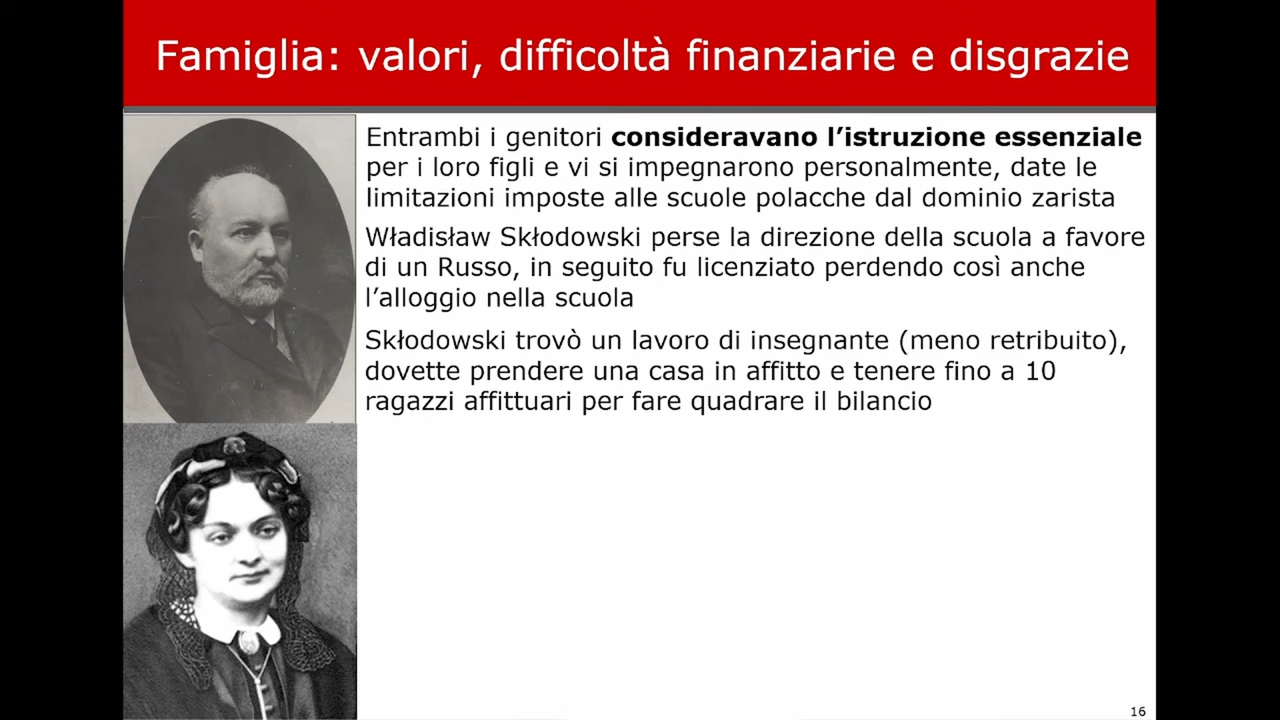 Famiglia: valori, difficoltà finanziarie e disgrazie
Entrambi i genitori consideravano l’istruzione essenziale
per i loro figli e vi si impegnarono personalmente, date le
limitazioni imposte alle scuole polacche dal dominio zarista
Władisław Skłodowski perse la direzione della scuola a favore
di un Russo, in seguito fu licenziato perdendo così anche
l’alloggio nella scuola
Skłodowski trovò un lavoro di insegnante (meno retribuito),
dovette prendere una casa in affitto e tenere fino a 10
ragazzi affittuari per fare quadrare il bilancio
16